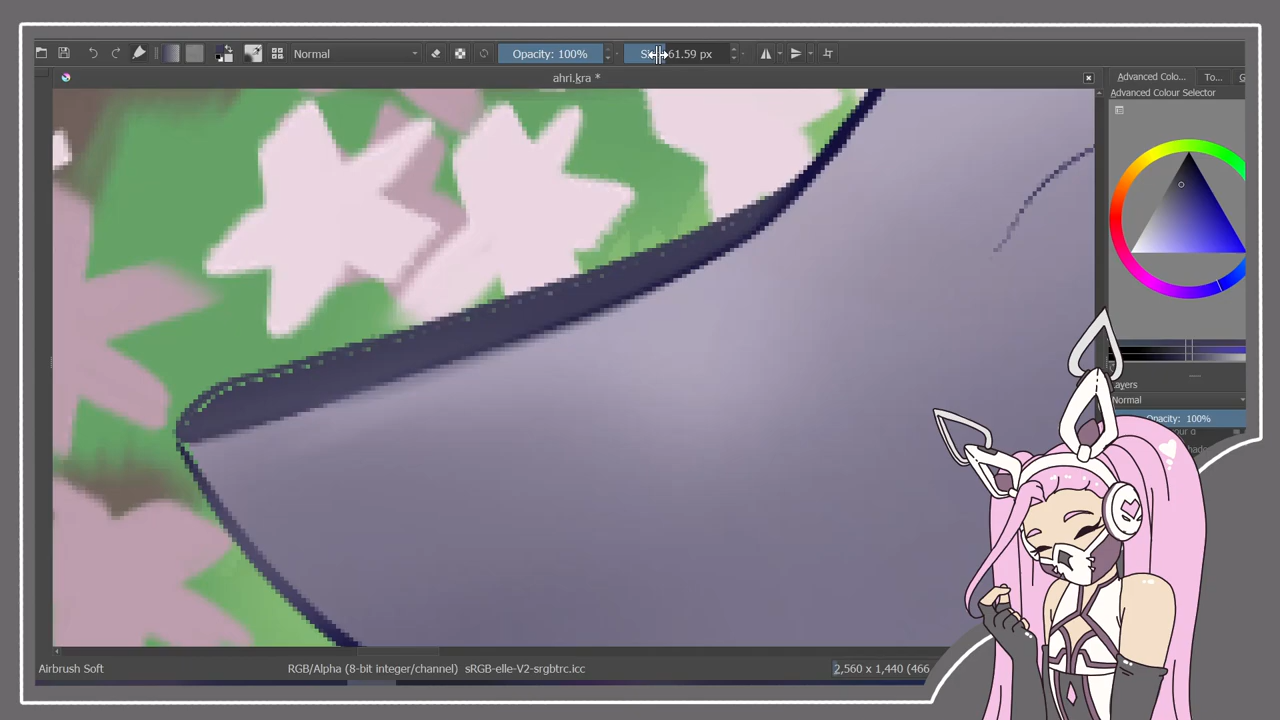 Normal
Opacity: 100%
61.59 px
ahri.kra *
Advanced Colo... To...
Advanced Colour Selector
Normal
Opacity: 100%
Airbrush Soft
RGB/Alpha (8-bit integer/channel) sRGB-elle-V2-srgbtrc.icc
2,560 x 1,440 (466